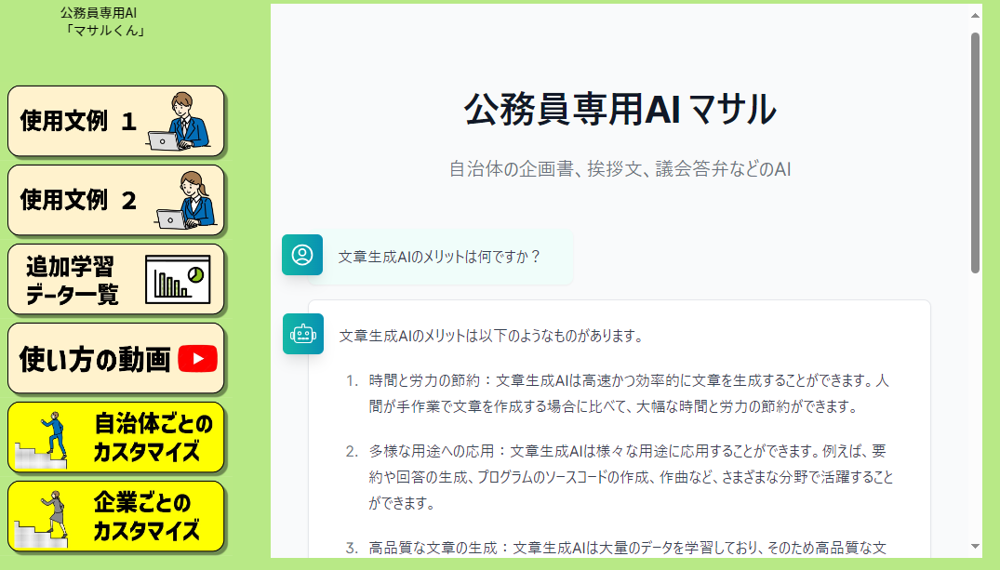 公務員専用AI
「マサルくん」
使用文例 1
使用文例 2
追加学習
データ一覧
使い方の動画
自治体ごとの
カスタマイズ
企業ごとの
カスタマイズ
公務員専用AI マサル
自治体の企画書、挨拶文、議会答弁などのAI
文章生成AIのメリットは何ですか？
文章生成AIのメリットは以下のようなものがあります。
1. 時間と労力の節約：文章生成AIは高速かつ効率的に文章を生成することができます。人
間が手作業で文章を作成する場合に比べて、大幅な時間と労力の節約ができます。
2. 多様な用途への応用：文章生成AIは様々な用途に応用することができます。例えば、要
約や回答の生成、プログラムのソースコードの作成、作曲など、さまざまな分野で活躍すること
ができます。
3. 高品質な文章の生成：文章生成AIは大量のデータを学習しており、そのため高品質な文